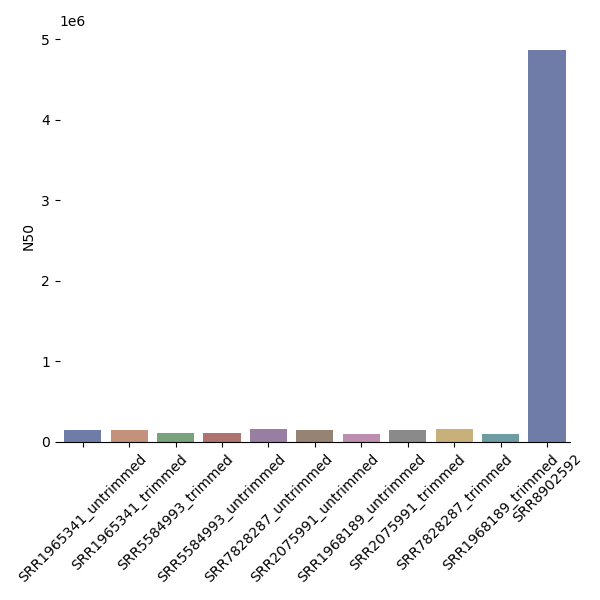 1e6
5
4
3
2
1
0
N50
SRR1965341_untrimmed
SRR1965341_trimmed
SRR5584993_trimmed
SRR5584993_untrimmed
SRR7828287_untrimmed
SRR2075991_untrimmed
SRR1968189_untrimmed
SRR2075991_trimmed
SRR7828287_trimmed
SRR1968189_trimmed
SRR8902592